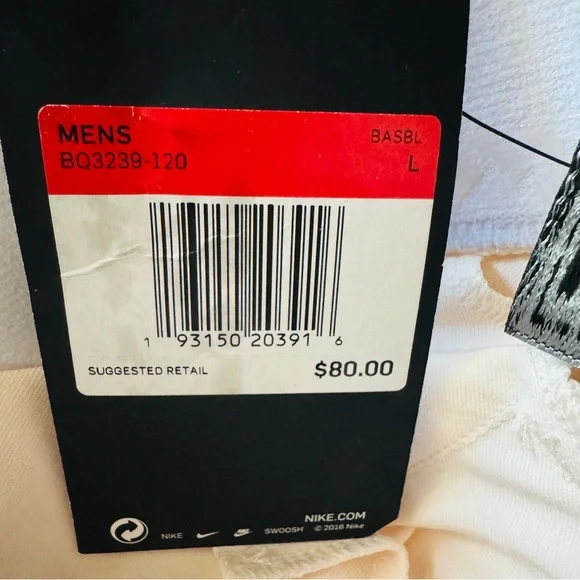 MENS BASBL
BQ3239-120 L
1 93150 20391 6
SUGGESTED RETAIL $80.00
NIKE.COM
NIKE SWOOSH © 2016 Nike